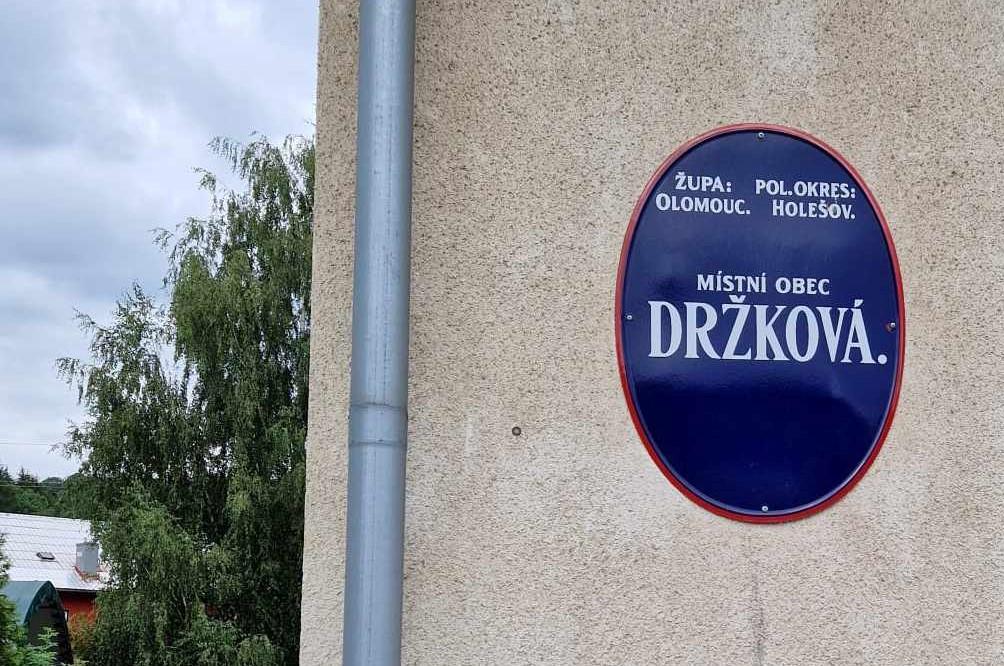 ŽUPA: POL.OKRES:
OLOMOUC. HOLEŠOV.
MÍSTNÍ OBEC
DRŽKOVÁ.